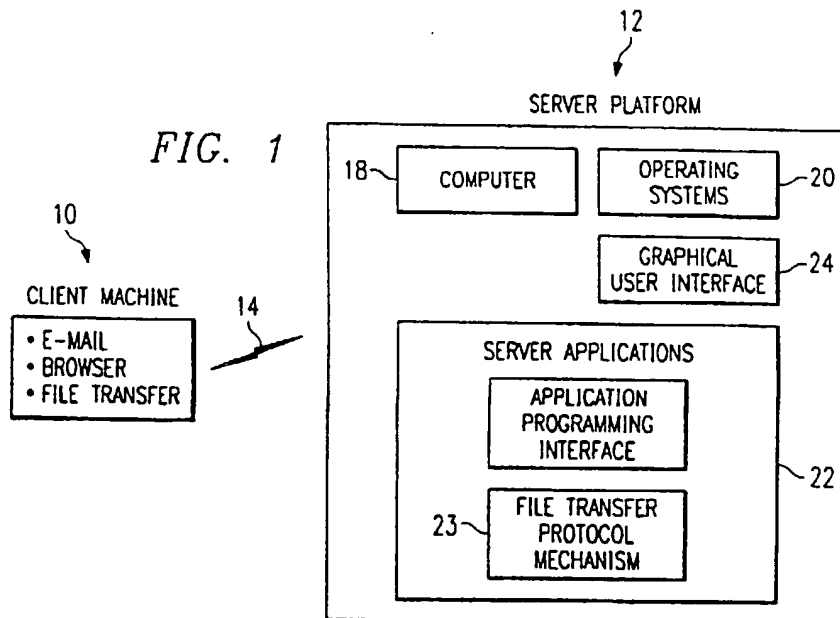 12
SERVER PLATFORM
FIG. 1
18
COMPUTER
OPERATING
SYSTEMS
20
10
GRAPHICAL
USER INTERFACE
24
CLIENT MACHINE
14
• E-MAIL
• BROWSER
• FILE TRANSFER
SERVER APPLICATIONS
APPLICATION
PROGRAMMING
INTERFACE
22
23
FILE TRANSFER
PROTOCOL
MECHANISM